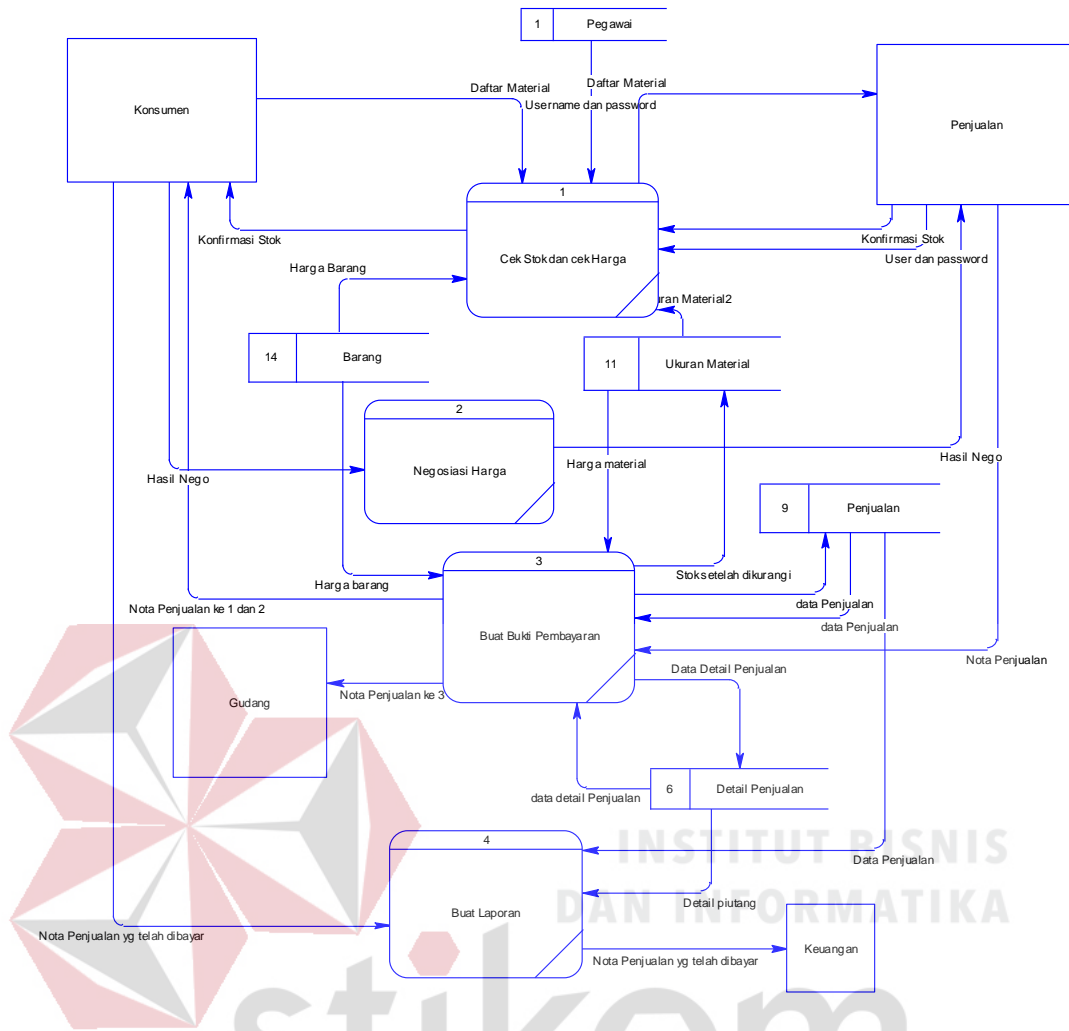 1
Pegawai
Konsumen
Daftar Material
Daftar Material
Username dan password
Penjualan
1
Cek Stok dan cek Harga
Konfirmasi Stok
Konfirmasi Stok
User dan password
Harga Barang
Material2
14
Barang
11
Ukuran Material
2
Negosiasi Harga
Hasil Nego
Harga material
Hasil Nego
9
Penjualan
3
Buat Bukti Pembayaran
Harga barang
Stok setelah dikurangi
Nota Penjualan ke 1 dan 2
data Penjualan
data Penjualan
Nota Penjualan
Data Detail Penjualan
Gudang
Nota Penjualan ke 3
6
Detail Penjualan
data detail Penjualan
4
Buat Laporan
Data Penjualan
Detail piutang
Nota Penjualan yg telah dibayar
Nota Penjualan yg telah dibayar
Keuangan
INSTITUT BISNIS
DAN INFORMATIKA
stikom